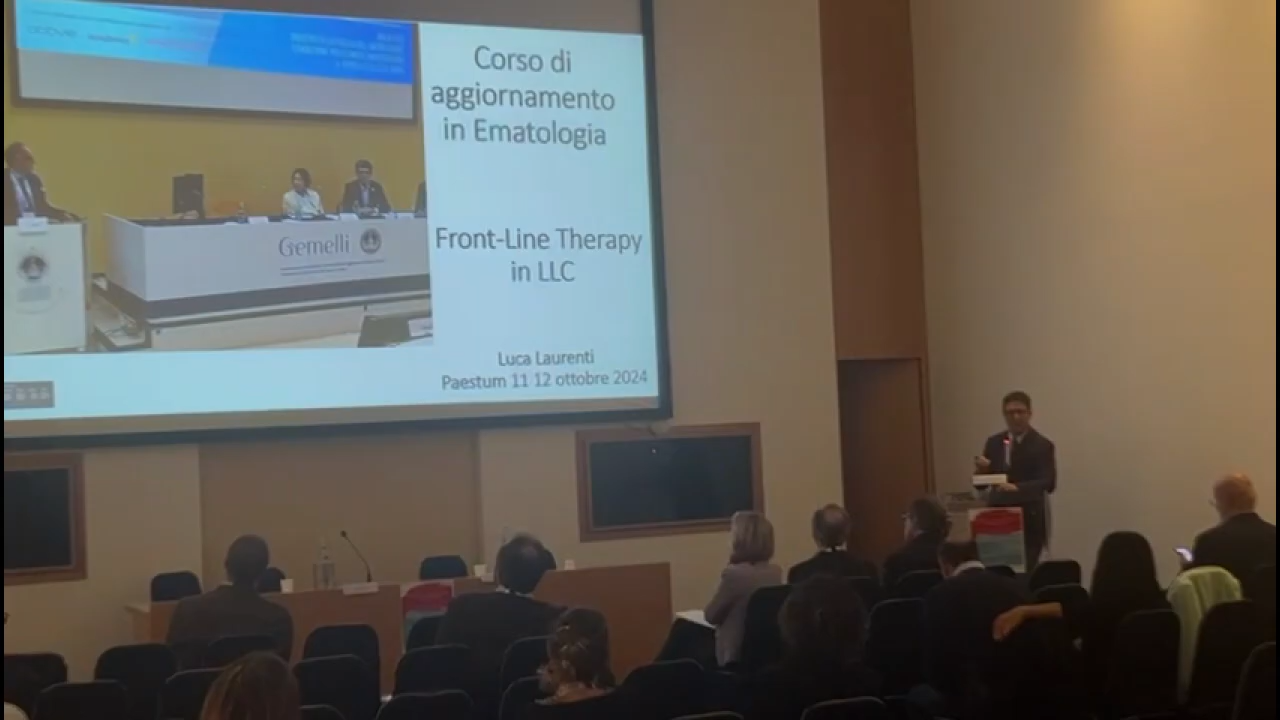 Corso di
aggiornamento
in Ematologia
Gemelli
Front-Line Therapy
in LLC
Luca Laurenti
Paestum 11 12 ottobre 2024